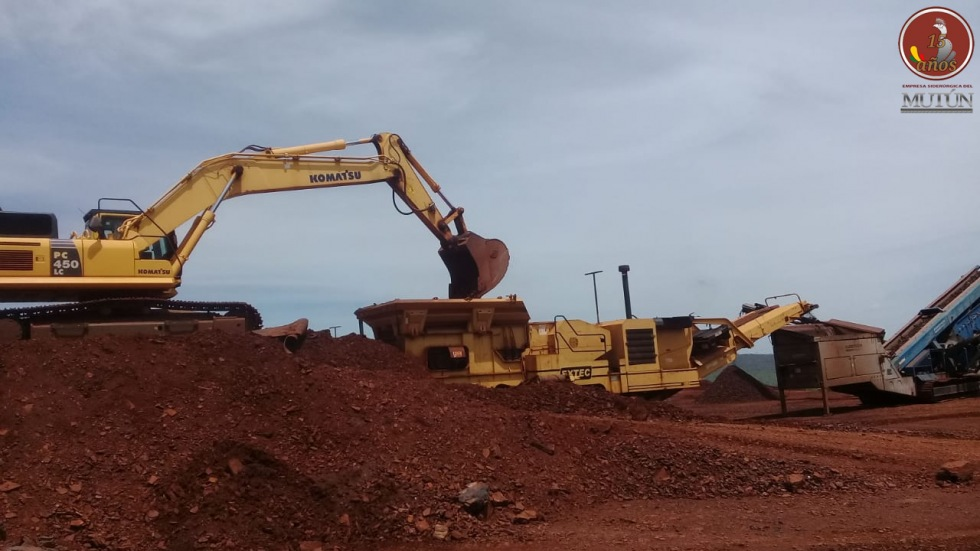 15
años
EMPRESA SIDERÚRGICA DEL
MUTÚN
KOMATSU
PC
450
LC
KOMATSU
EXTEC